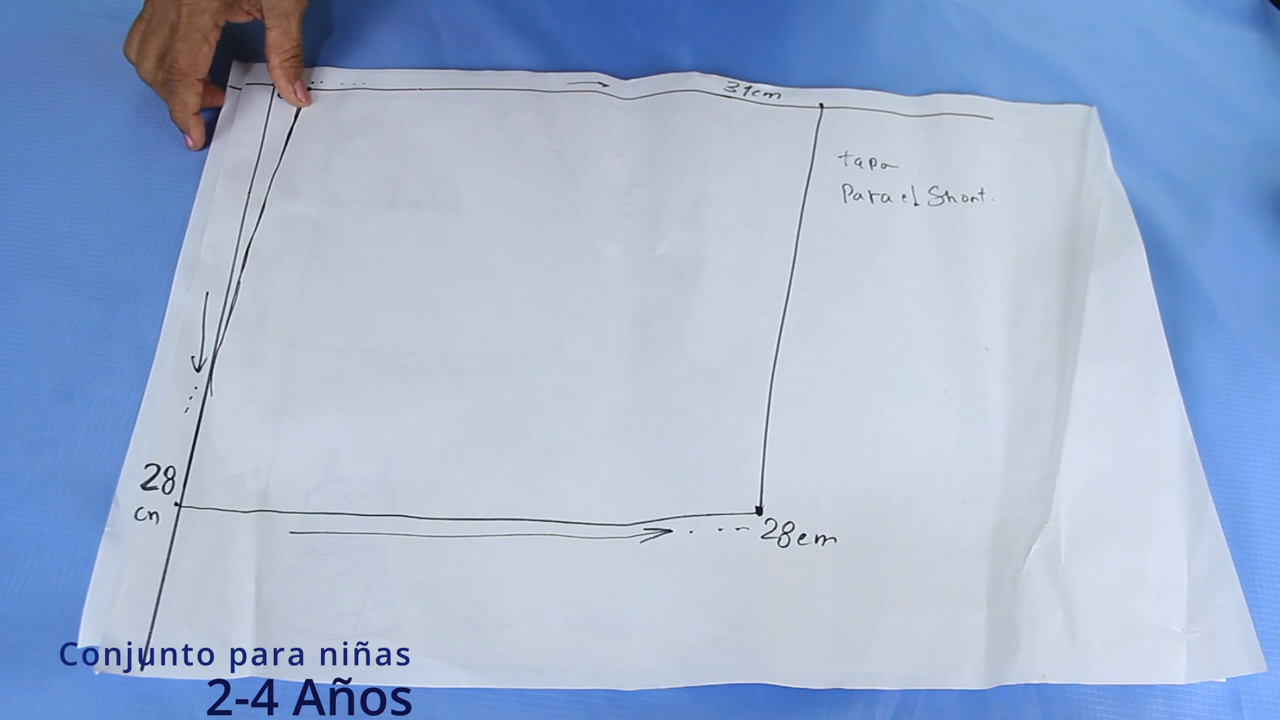 31cm
tapa
Para el Short.
28
cm
28cm
Conjunto para niñas
2-4 Años